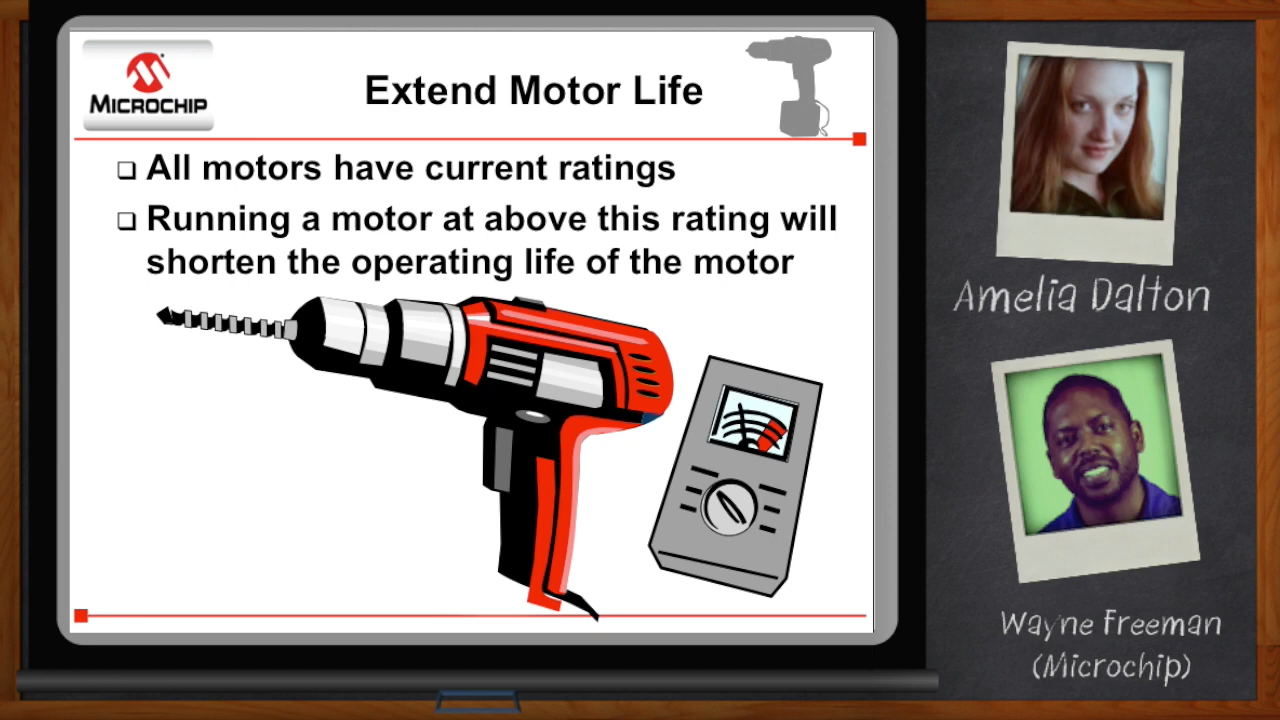 MICROCHIP
Extend Motor Life
All motors have current ratings
Running a motor at above this rating will
shorten the operating life of the motor
Amelia Dalton
Wayne Freeman
(Microchip)